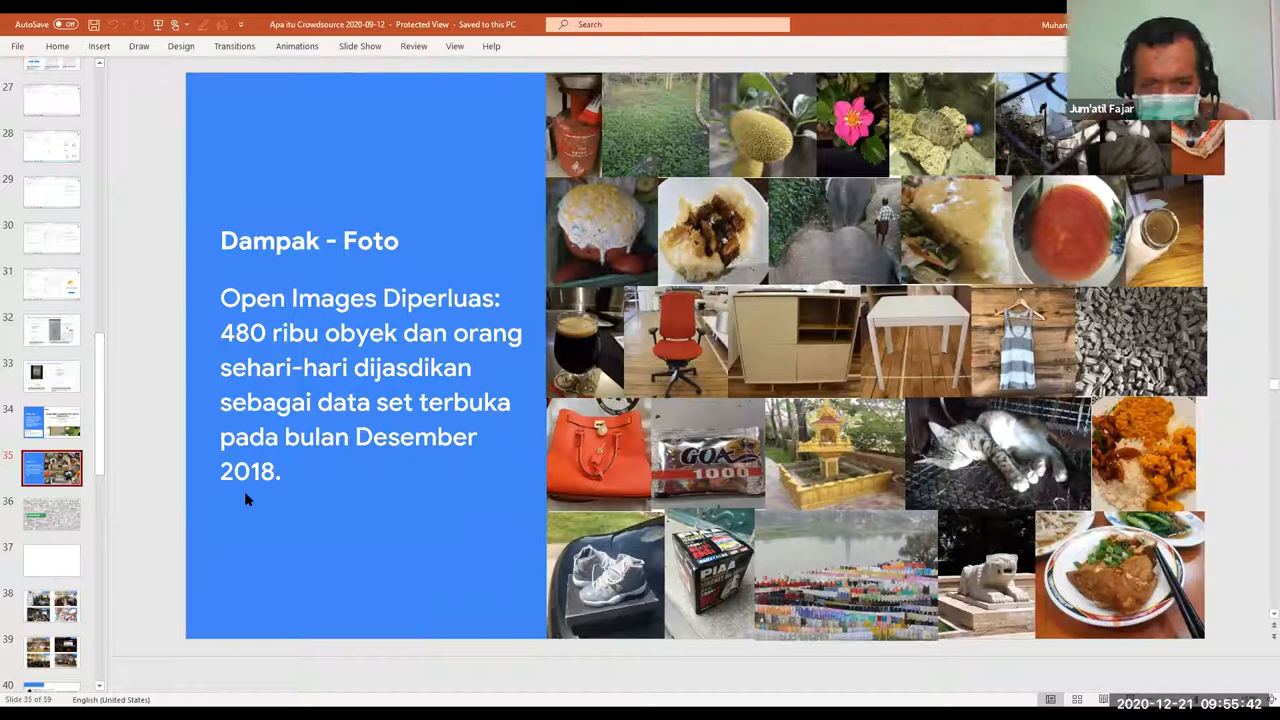 AutoSave
Off
Apa itu Crowdsource 2020-09-12 - Protected View - Saved to this PC
Search
Muhan
File
Home
Insert
Draw
Design
Transitions
Animations
Slide Show
Review
View
Help
Jum'atil Fajar
27
28
29
30
31
32
33
34
35
36
37
38
39
40
Dampak - Foto
Open Images Diperluas:
480 ribu obyek dan orang
sehari-hari dijasdikan
sebagai data set terbuka
pada bulan Desember
2018.
GOA
1000
PIAA
Slide 35 of 59
English (United States)
2020-12-21 09:55:42